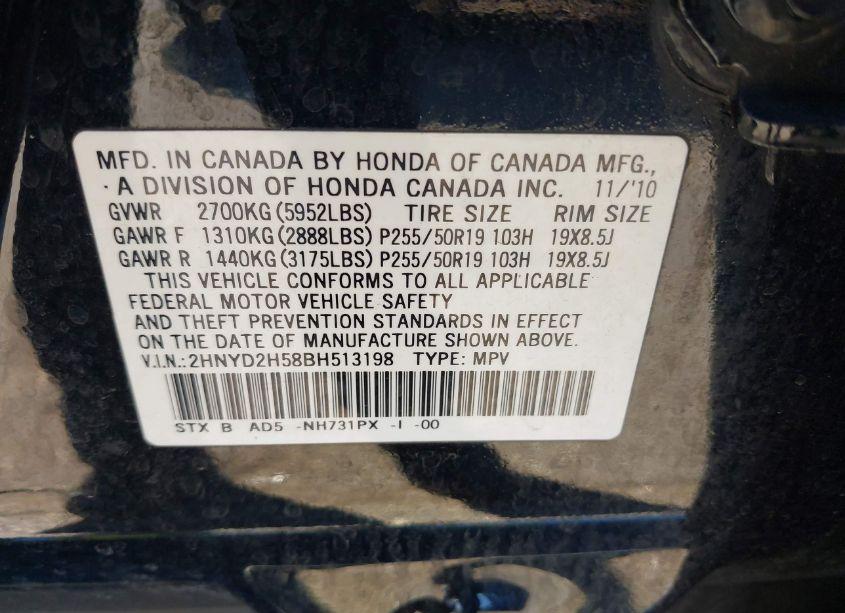 MFD. IN CANADA BY HONDA OF CANADA MFG.,
A DIVISION OF HONDA CANADA INC. 11/'10
GVWR 2700KG (5952LBS) TIRE SIZE RIM SIZE
GAWR F 1310KG (2888LBS) P255/50R19 103H 19X8.5J
GAWR R 1440KG (3175LBS) P255/50R19 103H 19X8.5J
THIS VEHICLE CONFORMS TO ALL APPLICABLE
FEDERAL MOTOR VEHICLE SAFETY
AND THEFT PREVENTION STANDARDS IN EFFECT
ON THE DATE OF MANUFACTURE SHOWN ABOVE.
V.I.N.:2HNYD2H58BH513198 TYPE: MPV
STX B AD5 -NH731PX -I -00